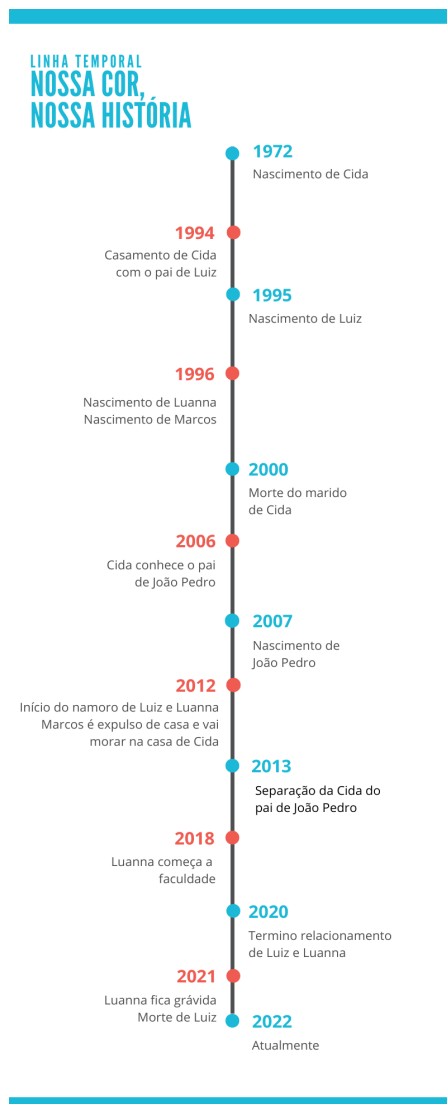 LINHA TEMPORAL
NOSSA COR,
NOSSA HISTÓRIA
1972
Nascimento de Cida
1994
Casamento de Cida
com o pai de Luiz
1995
Nascimento de Luiz
1996
Nascimento de Luanna
Nascimento de Marcos
2000
Morte do marido
de Cida
2006
Cida conhece o pai
de João Pedro
2007
Nascimento de
João Pedro
2012
Início do namoro de Luiz e Luanna
Marcos é expulso de casa e vai
morar na casa de Cida
2013
Separação da Cida do
pai de João Pedro
2018
Luanna começa a
faculdade
2020
Termino relacionamento
de Luiz e Luanna
2021
Luanna fica grávida
Morte de Luiz
2022
Atualmente